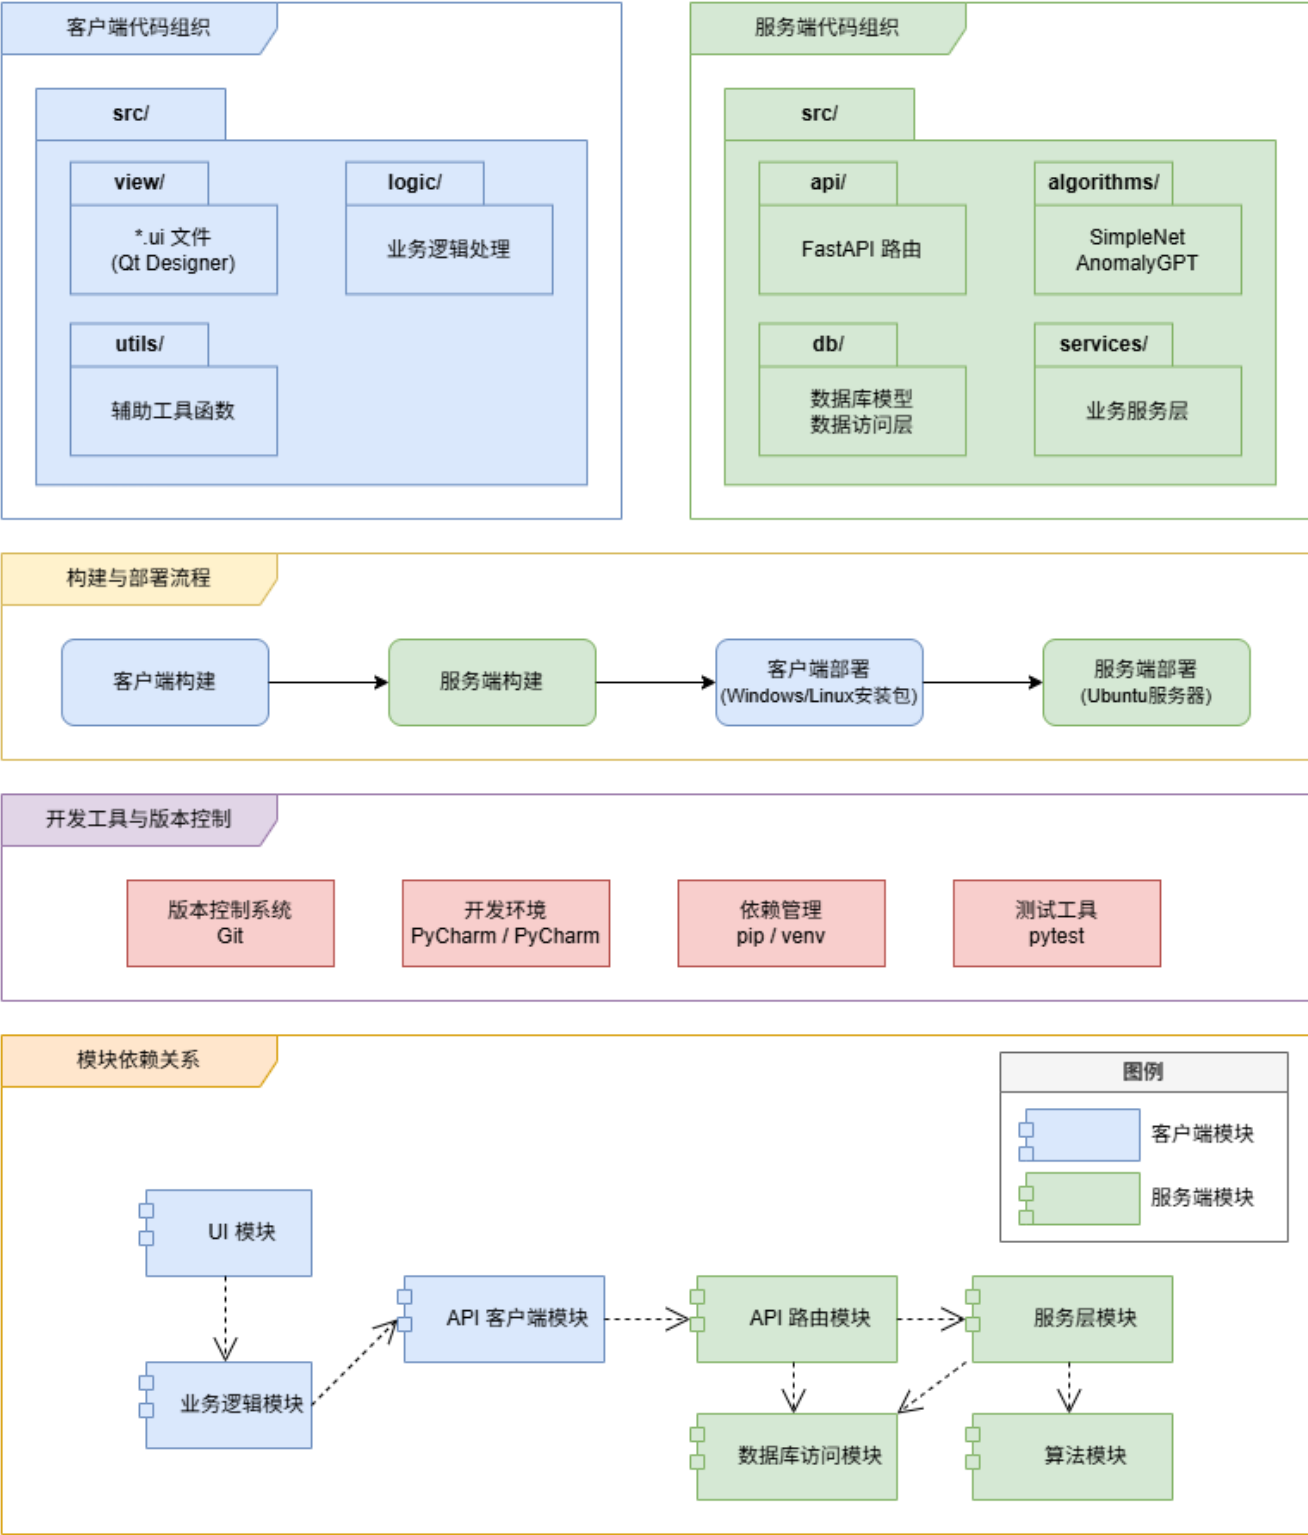 客户端代码组织
src/
view/
*.ui 文件
(Qt Designer)
logic/
业务逻辑处理
utils/
辅助工具函数
服务端代码组织
src/
api/
FastAPI 路由
algorithms/
SimpleNet
AnomalyGPT
db/
数据库模型
数据访问层
services/
业务服务层
构建与部署流程
客户端构建
服务端构建
客户端部署
(Windows/Linux安装包)
服务端部署
(Ubuntu服务器)
开发工具与版本控制
版本控制系统
Git
开发环境
PyCharm / PyCharm
依赖管理
pip / venv
测试工具
pytest
模块依赖关系
图例
客户端模块
服务端模块
UI 模块
业务逻辑模块
API 客户端模块
API 路由模块
服务层模块
数据库访问模块
算法模块